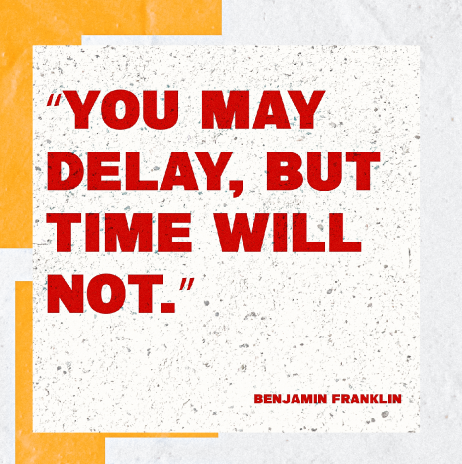 “YOU MAY
DELAY, BUT
TIME WILL
NOT.”
BENJAMIN FRANKLIN